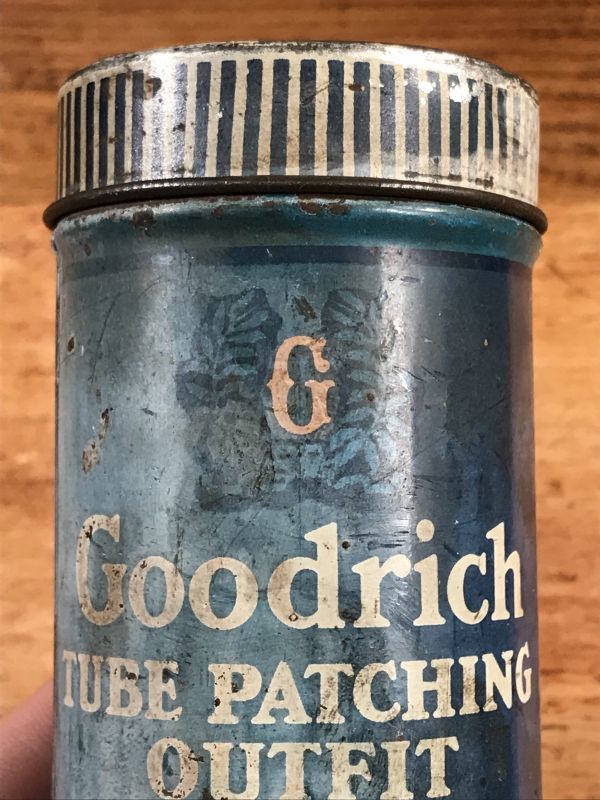 G
Goodrich
TUBE PATCHING
OUTFIT